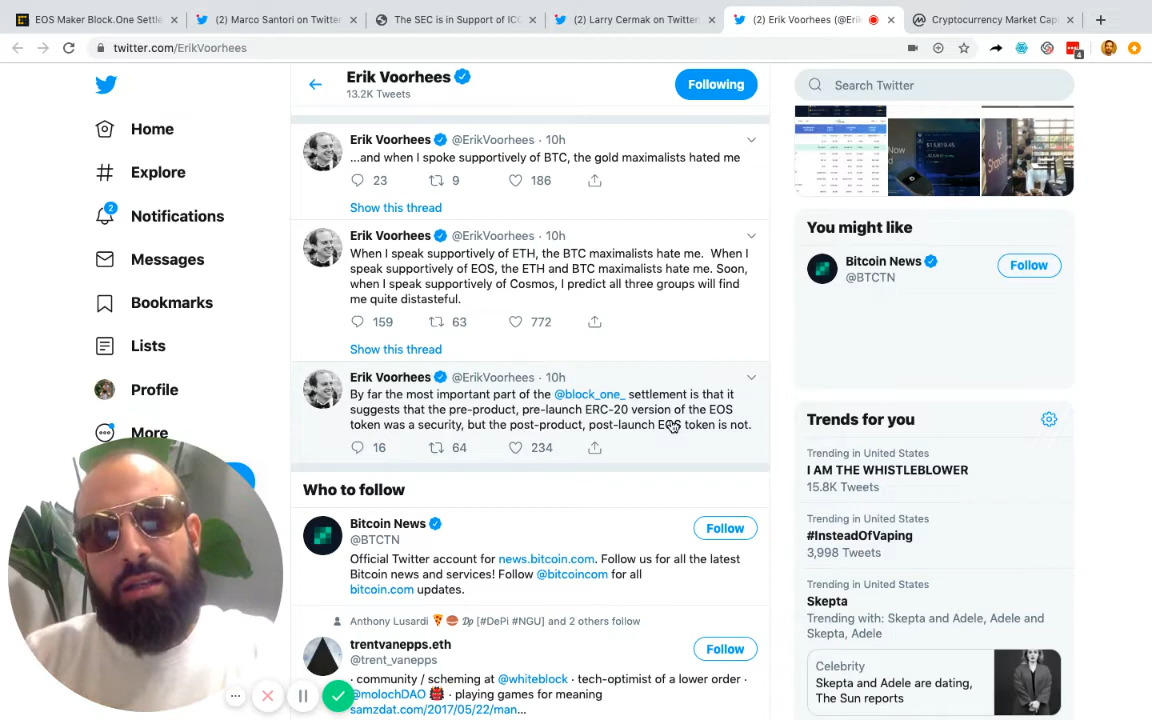 EOS Maker Block.One Settle
(2) Marco Santori on Twitter
The SEC is in Support of ICO
(2) Larry Cermak on Twitter
(2) Erik Voorhees (@Erik
Cryptocurrency Market Cap
twitter.com/ErikVoorhees
4
Home
Explore
2
Notifications
Messages
Bookmarks
Lists
Profile
More
Erik Voorhees
13.2K Tweets
Following
Erik Voorhees @ErikVoorhees · 10h
...and when I spoke supportively of BTC, the gold maximalists hated me
23 9 186
Show this thread
Erik Voorhees @ErikVoorhees · 10h
When I speak supportively of ETH, the BTC maximalists hate me. When I
speak supportively of EOS, the ETH and BTC maximalists hate me. Soon,
when I speak supportively of Cosmos, I predict all three groups will find
me quite distasteful.
159 63 772
Show this thread
Erik Voorhees @ErikVoorhees · 10h
By far the most important part of the @block_one_ settlement is that it
suggests that the pre-product, pre-launch ERC-20 version of the EOS
token was a security, but the post-product, post-launch EOS token is not.
16 64 234
Who to follow
Bitcoin News
@BTCTN
Follow
Official Twitter account for news.bitcoin.com. Follow us for all the latest
Bitcoin news and services! Follow @bitcoincom for all
bitcoin.com updates.
Anthony Lusardi 🍕 🍔 Dp [#DePi #NGU] and 2 others follow
trentvanepps.eth
@trent_vanepps
Follow
· community / scheming at @whiteblock · tech-optimist of a lower order ·
@molochDAO 👹 · playing games for meaning
samzdat.com/2017/05/22/man...
Search Twitter
You might like
Bitcoin News
@BTCTN
Follow
Trends for you
Trending in United States
I AM THE WHISTLEBLOWER
15.8K Tweets
Trending in United States
#InsteadOfVaping
3,998 Tweets
Trending in United States
Skepta
Trending with: Skepta and Adele, Adele and
Skepta, Adele
Celebrity
Skepta and Adele are dating,
The Sun reports